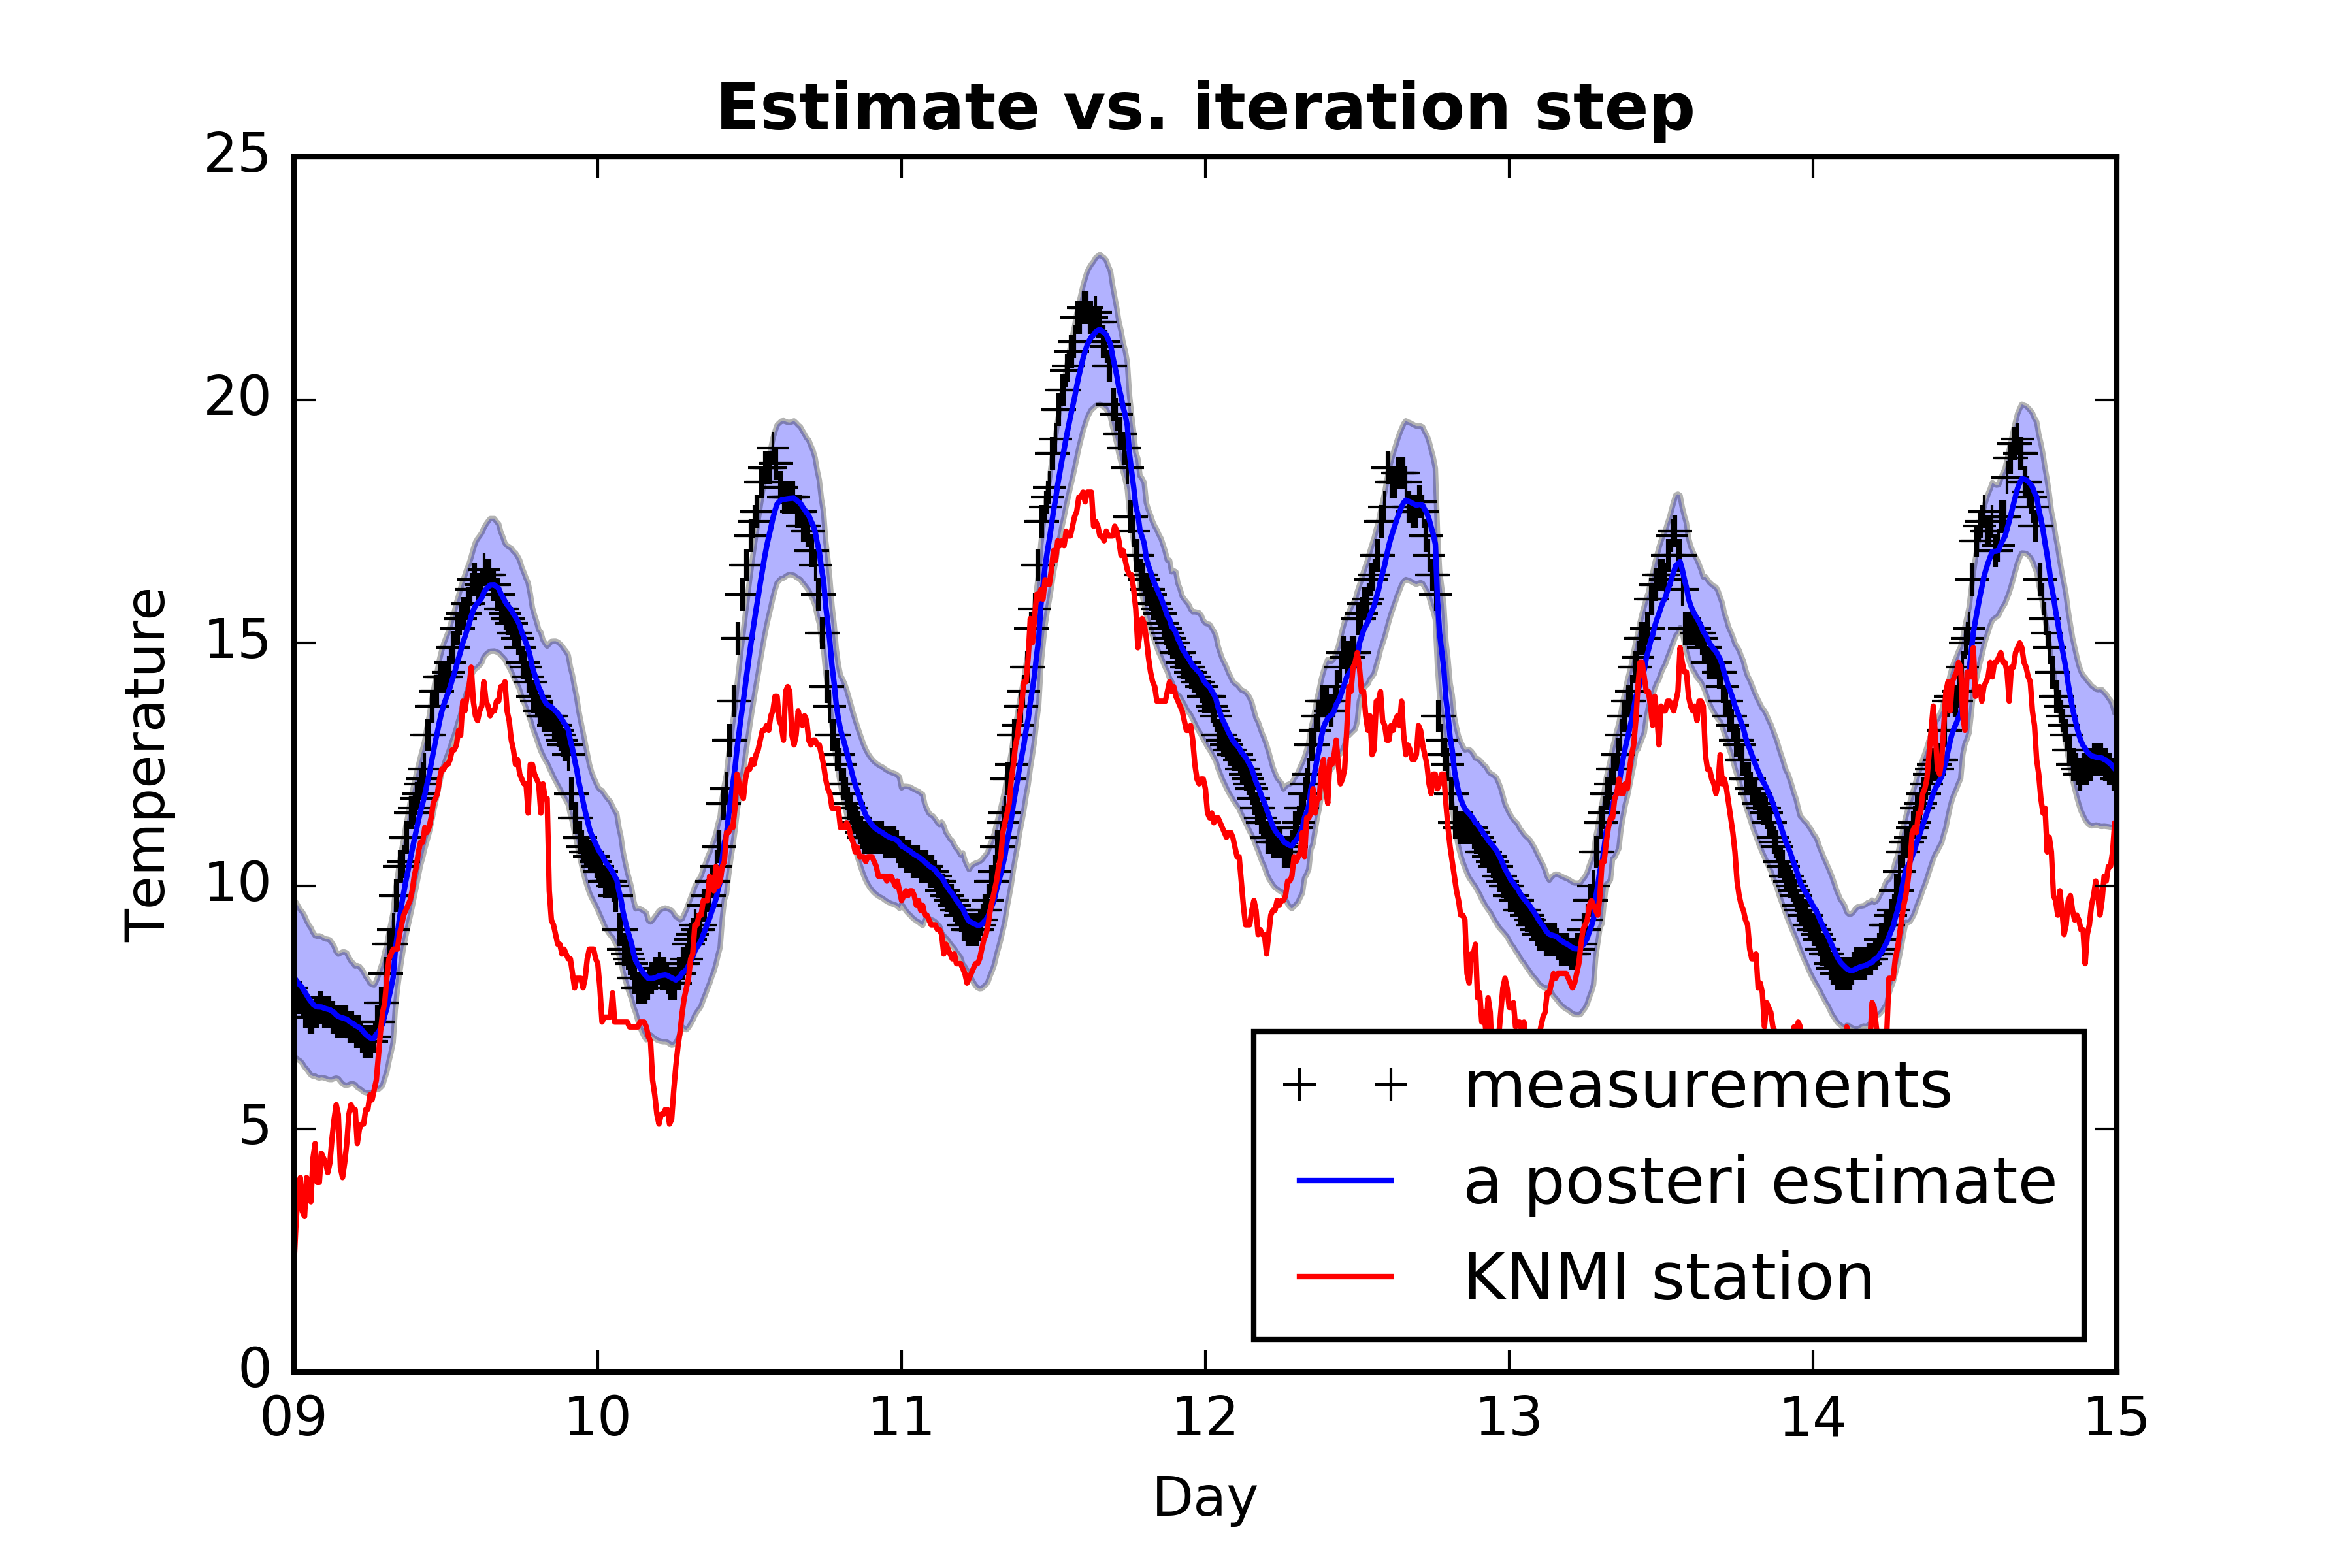 Estimate vs. iteration step
25
20
15
10
5
0
Temperature
09 10 11 12 13 14 15
Day
measurements
a posteri estimate
KNMI station